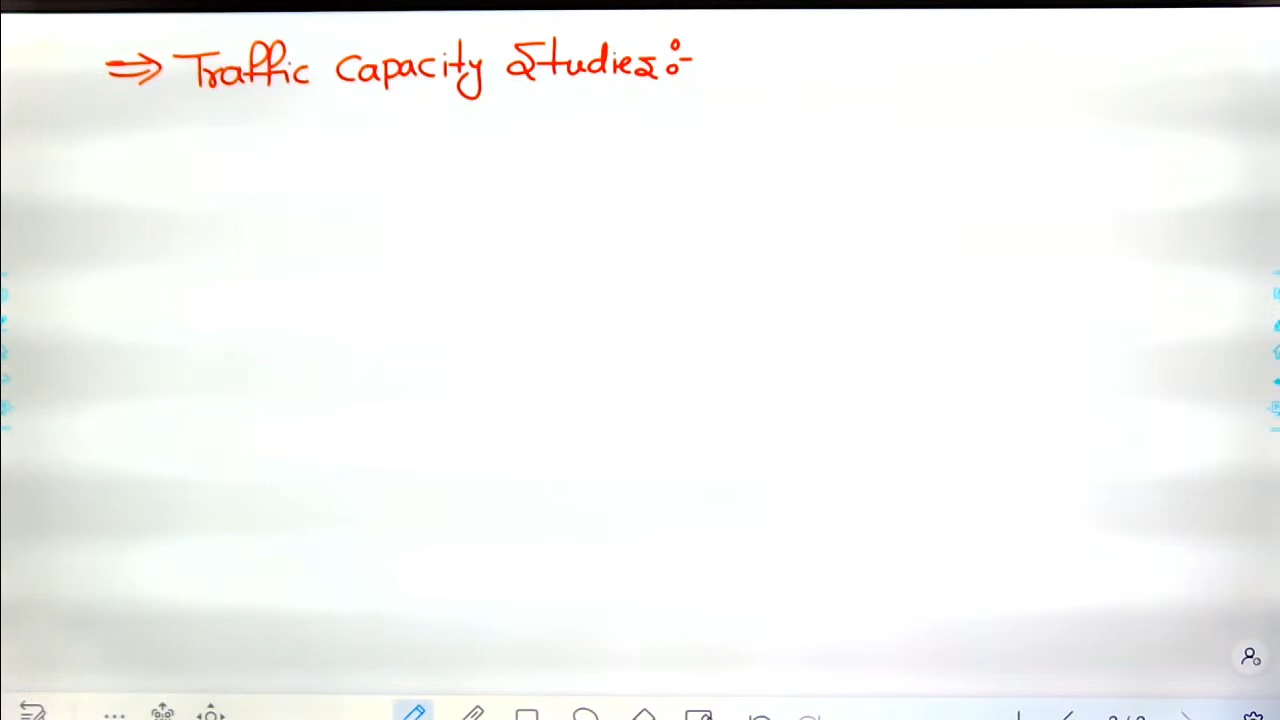 ⇒ Traffic Capacity Studies :-